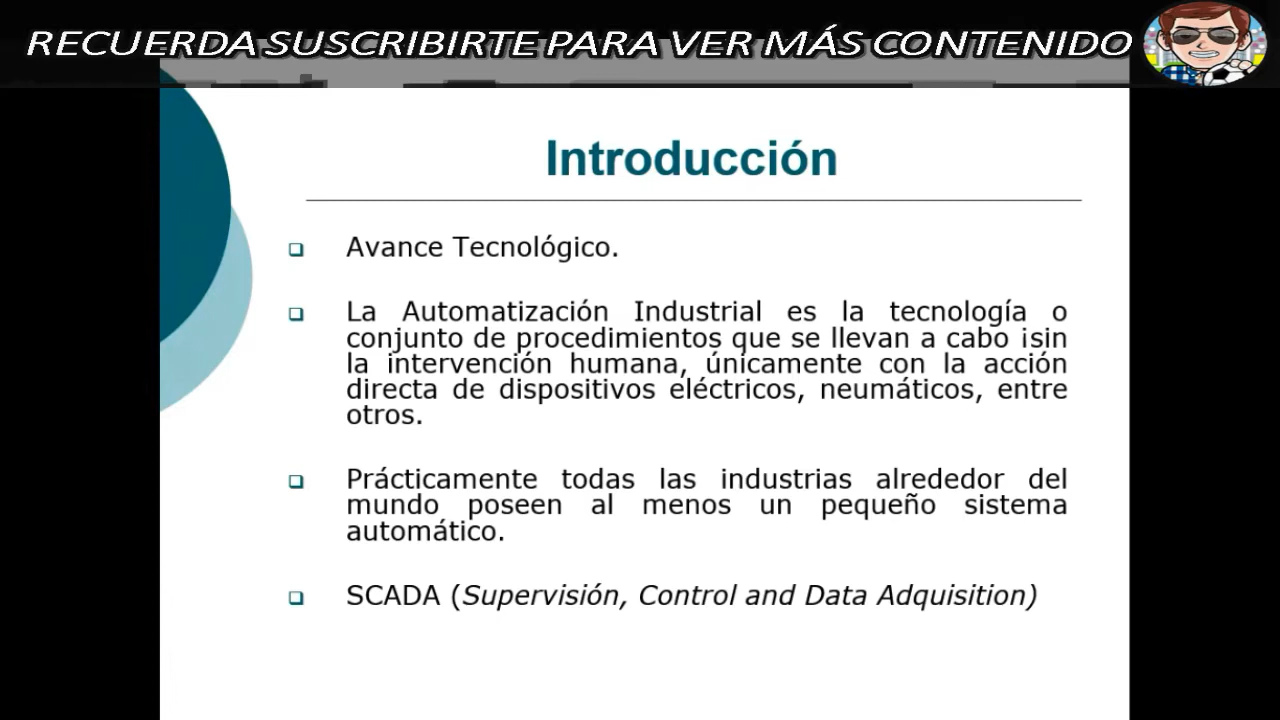 RECUERDA SUSCRIBIRTE PARA VER MÁS CONTENIDO
Introducción
Avance Tecnológico.
La Automatización Industrial es la tecnología o
conjunto de procedimientos que se llevan a cabo ¡sin
la intervención humana, únicamente con la acción
directa de dispositivos eléctricos, neumáticos, entre
otros.
Prácticamente todas las industrias alrededor del
mundo poseen al menos un pequeño sistema
automático.
SCADA (Supervisión, Control and Data Adquisition)